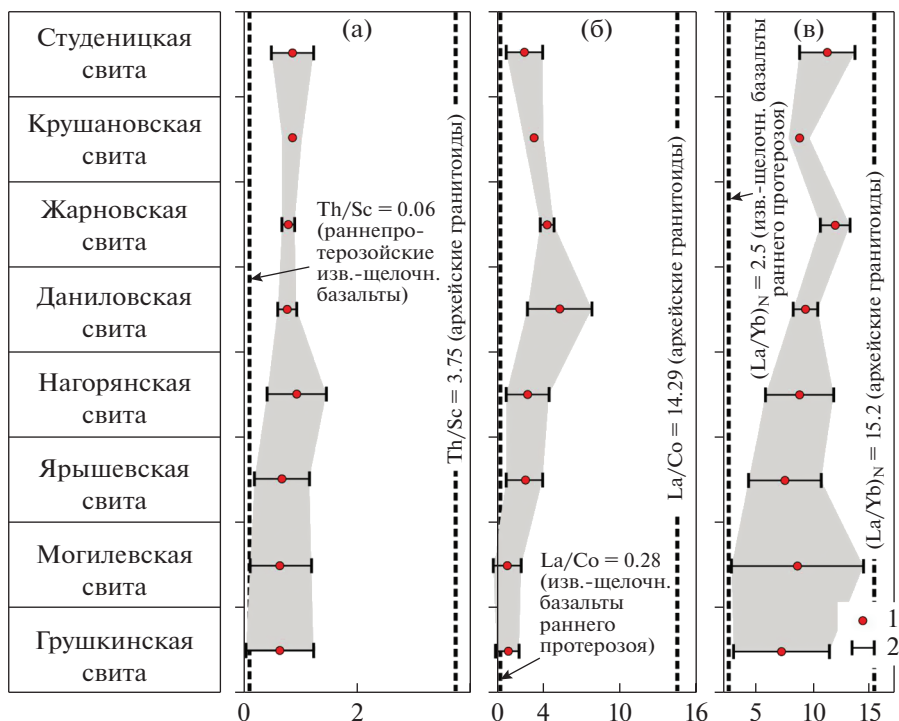 Студеницкая
свита
Крушановская
свита
Жарновская
свита
Даниловская
свита
Нагорянская
свита
Ярышевская
свита
Могилевская
свита
Грушкинская
свита
(а)
Th/Sc = 0.06
(раннепро-
терозойские
изв.-щелочн.
базальты)
Th/Sc = 3.75 (архейские гранитоиды)
0 2
(б)
La/Co = 14.29 (архейские гранитоиды)
La/Co = 0.28
(изв.-щелочн.
базальты
раннего
протерозоя)
0 4 10 16
(в)
(La/Yb)N = 2.5 (изв.-щелочн. базальты
раннего протерозоя)
(La/Yb)N = 15.2 (архейские гранитоиды)
1
2
5 10 15